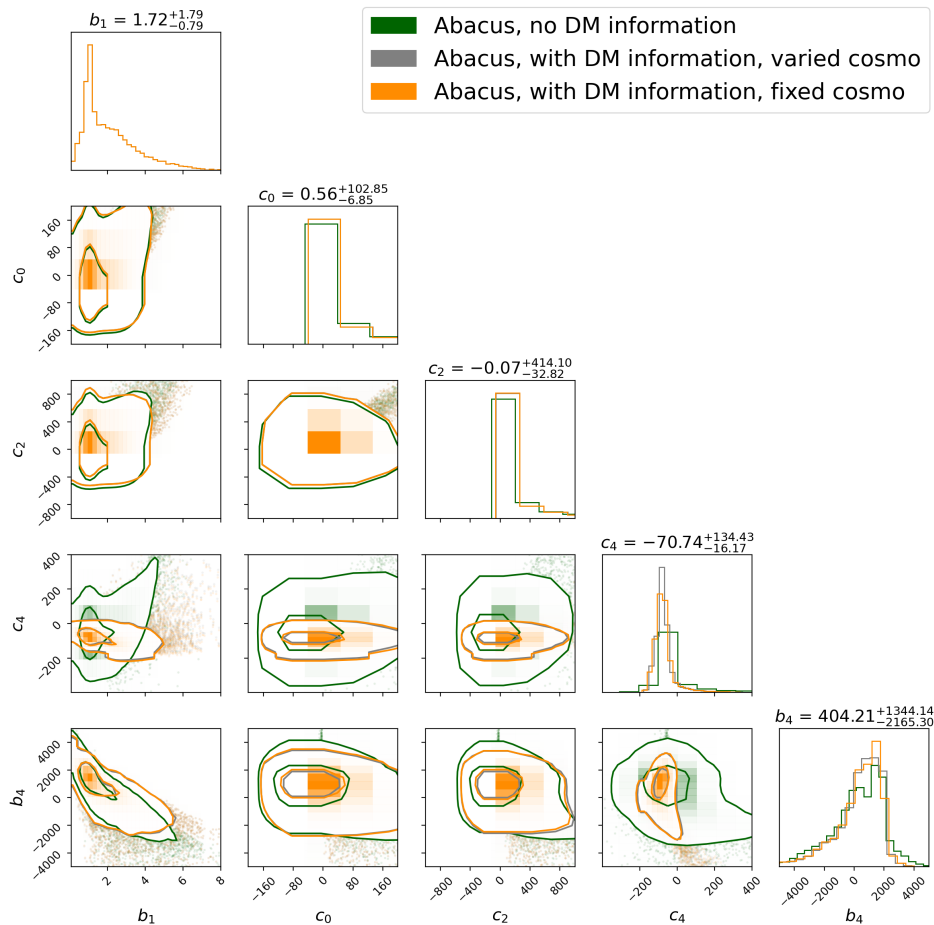 Abacus, no DM information
Abacus, with DM information, varied cosmo
Abacus, with DM information, fixed cosmo
b₁ = 1.72+1.79−0.79
c₀ = 0.56+102.85−6.85
160
80
0
−80
−160
c₀
c₂ = −0.07+414.10−32.82
800
400
0
−400
−800
c₂
c₄ = −70.74+134.43−16.17
400
200
0
−200
c₄
b₄ = 404.21+1344.14−2165.30
4000
2000
0
−2000
−4000
b₄
2 4 6 8
−160 −80 0 80 160
−800 −400 0 400 800
−200 0 200 400
−4000 −2000 0 2000 4000
b₁ c₀ c₂ c₄ b₄